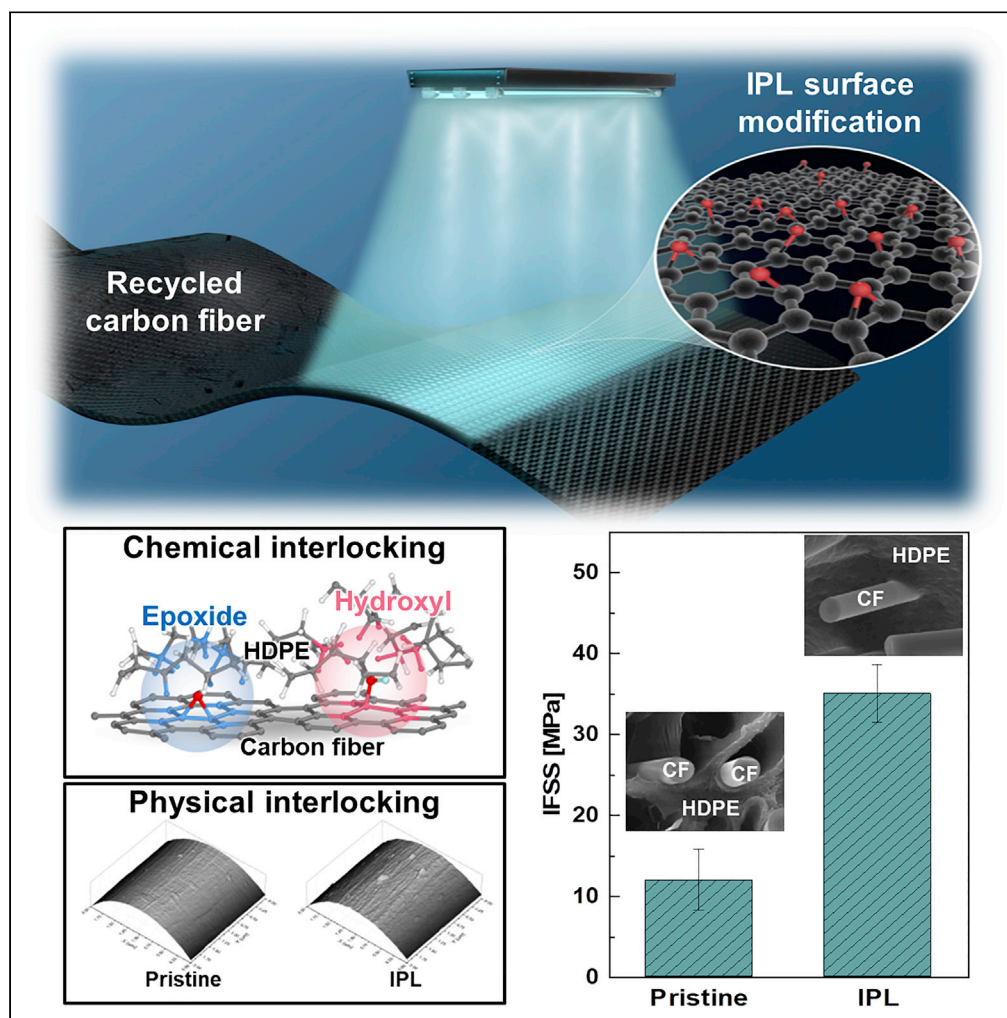 IPL surface
modification
Recycled
carbon fiber
Chemical interlocking
Epoxide
Hydroxyl
HDPE
Carbon fiber
Physical interlocking
Pristine
IPL
IFSS [MPa]
50
40
30
20
10
0
HDPE
CF
CF
CF
HDPE
Pristine
IPL